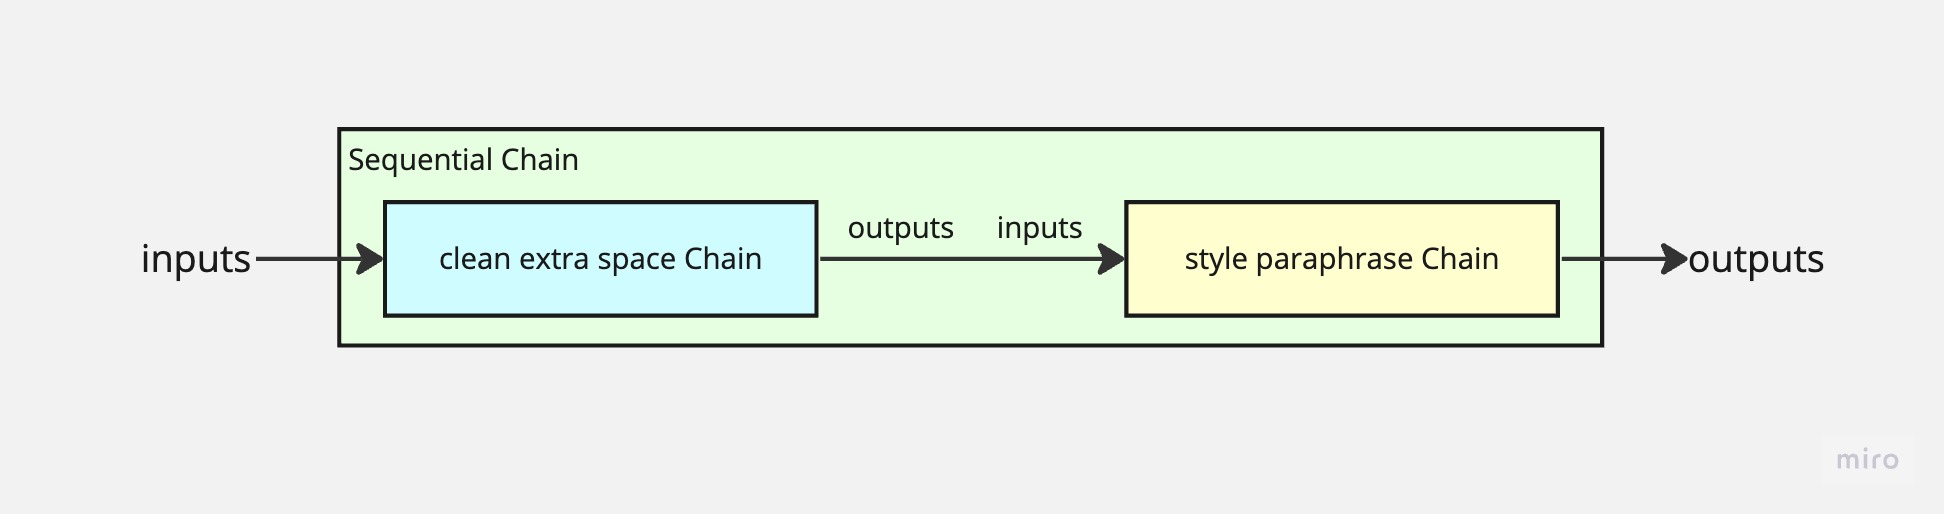 Sequential Chain
inputs
clean extra space Chain
outputs
inputs
style paraphrase Chain
outputs
miro